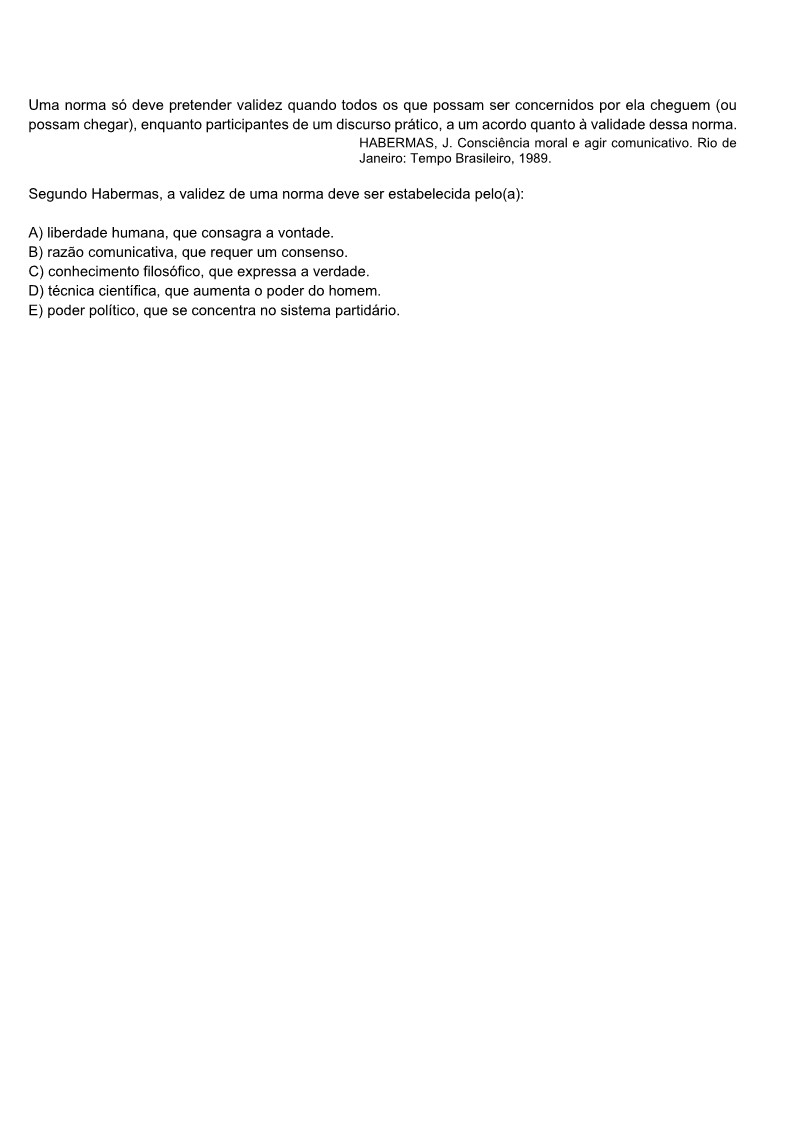 Uma norma só deve pretender validez quando todos os que possam ser concernidos por ela cheguem (ou
possam chegar), enquanto participantes de um discurso prático, a um acordo quanto à validade dessa norma.
HABERMAS, J. Consciência moral e agir comunicativo. Rio de
Janeiro: Tempo Brasileiro, 1989.
Segundo Habermas, a validez de uma norma deve ser estabelecida pelo(a):
A) liberdade humana, que consagra a vontade.
B) razão comunicativa, que requer um consenso.
C) conhecimento filosófico, que expressa a verdade.
D) técnica científica, que aumenta o poder do homem.
E) poder político, que se concentra no sistema partidário.